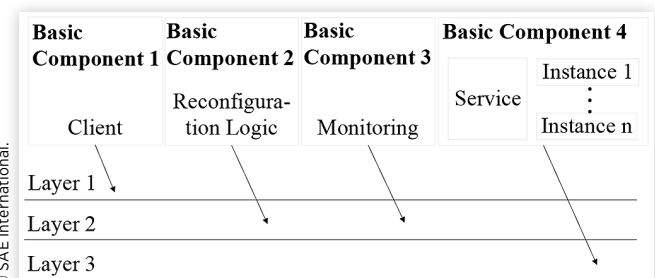 Basic Component 1
Client
Basic Component 2
Reconfigura-
tion Logic
Basic Component 3
Monitoring
Basic Component 4
Service
Instance 1
Instance n
Layer 1
Layer 2
Layer 3
SAE International.